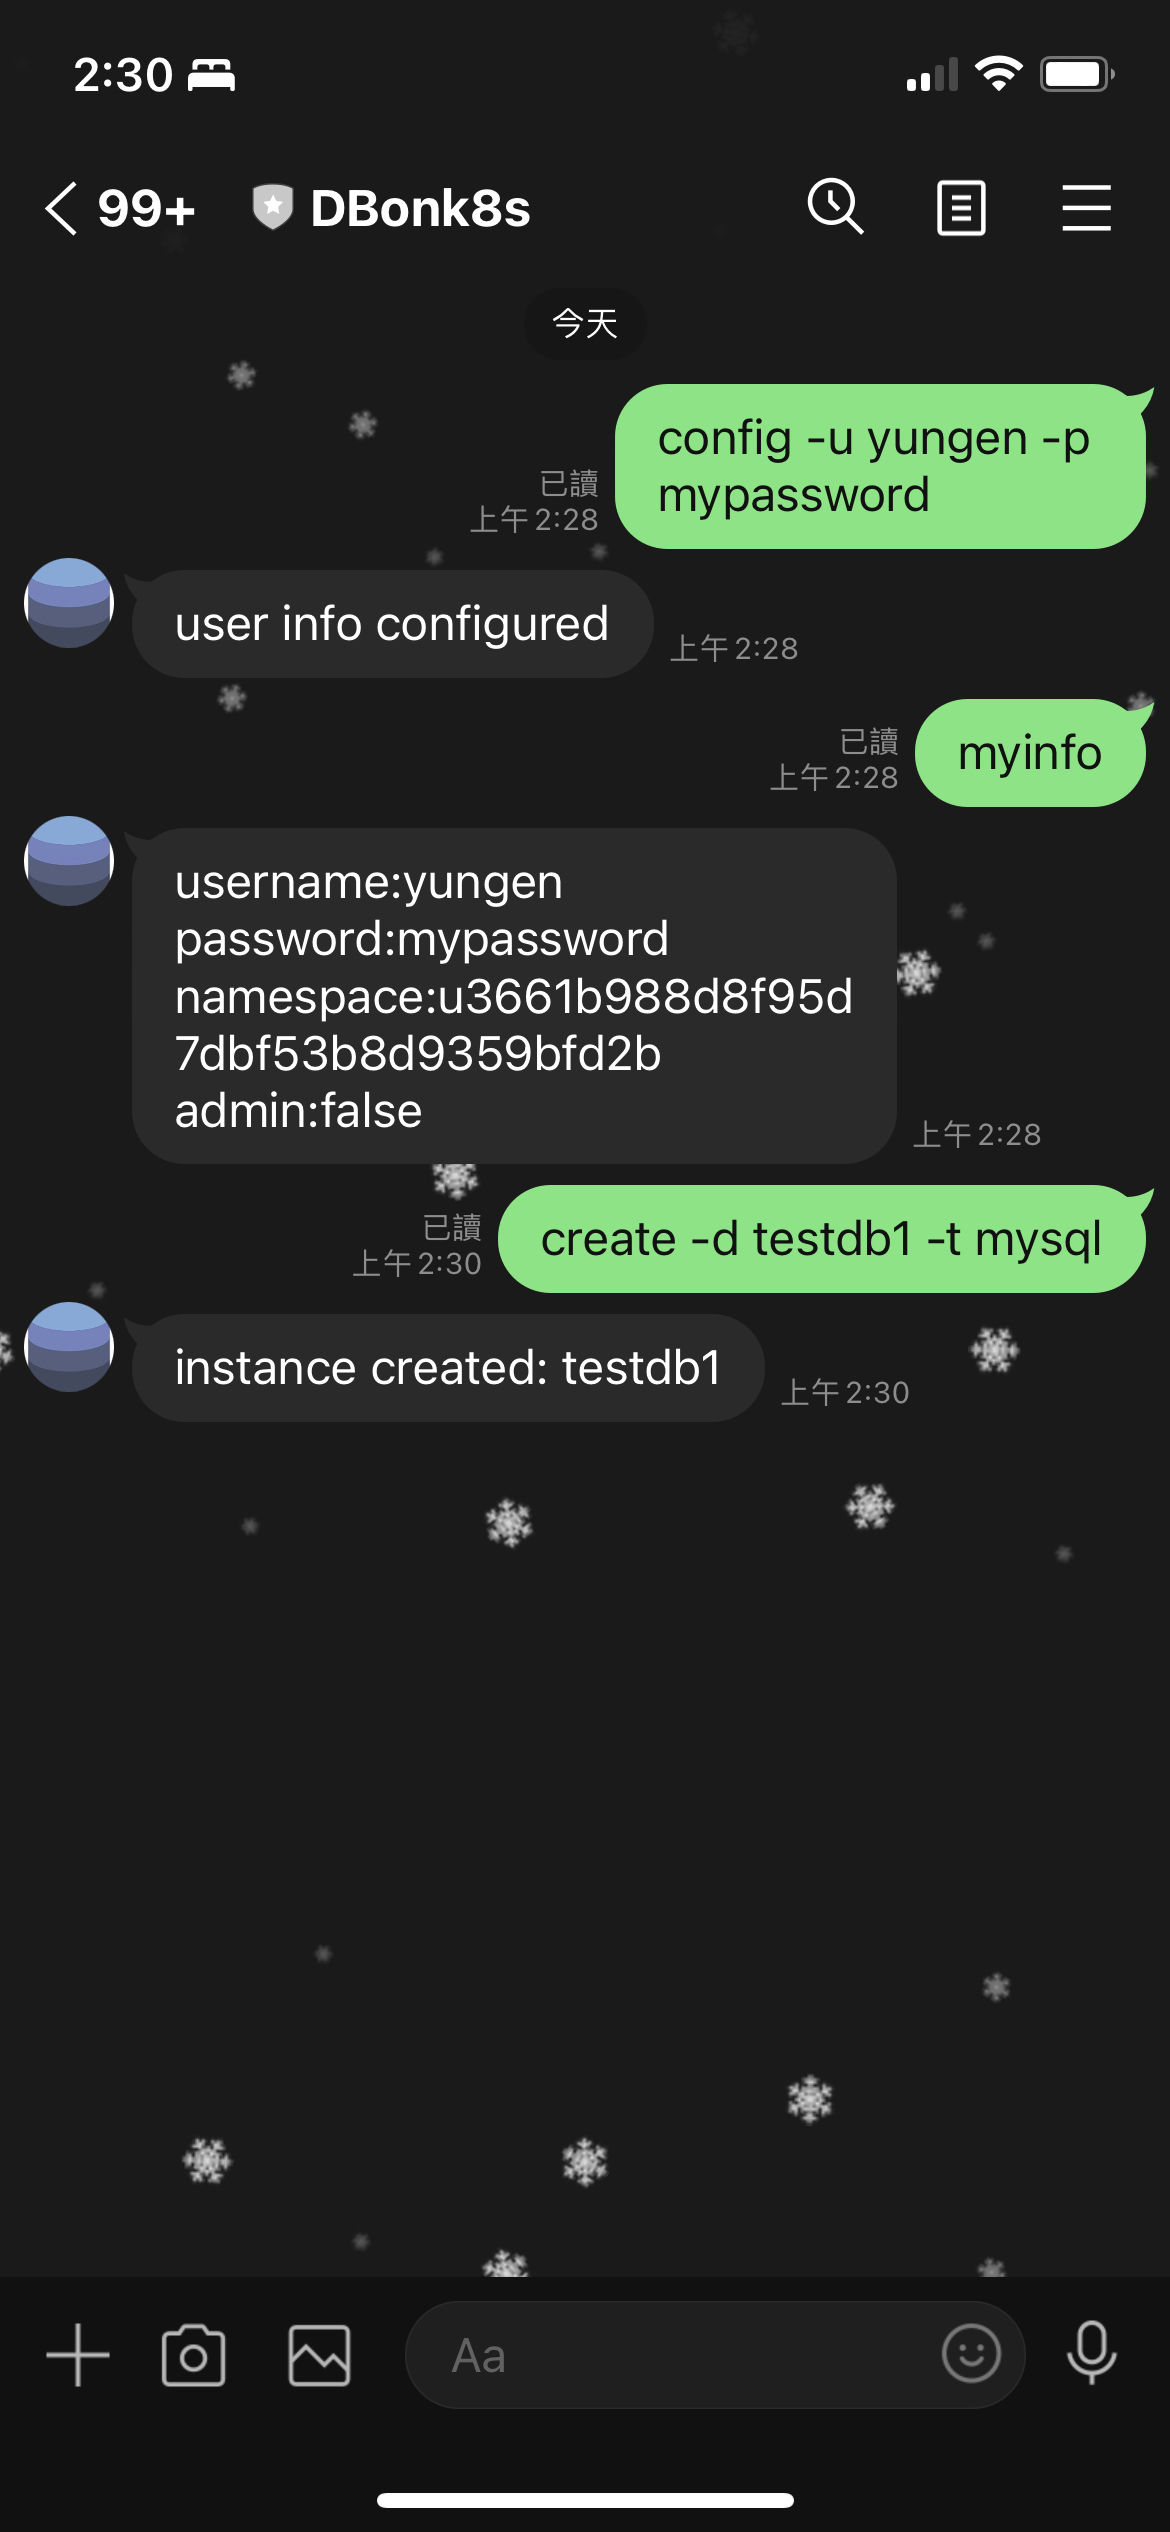 2:30
99+
DBonk8s
今天
config -u yungen -p
mypassword
已讀
上午 2:28
user info configured
上午 2:28
myinfo
已讀
上午 2:28
username:yungen
password:mypassword
namespace:u3661b988d8f95d
7dbf53b8d9359bfd2b
admin:false
上午 2:28
create -d testdb1 -t mysql
已讀
上午 2:30
instance created: testdb1
上午 2:30
Aa